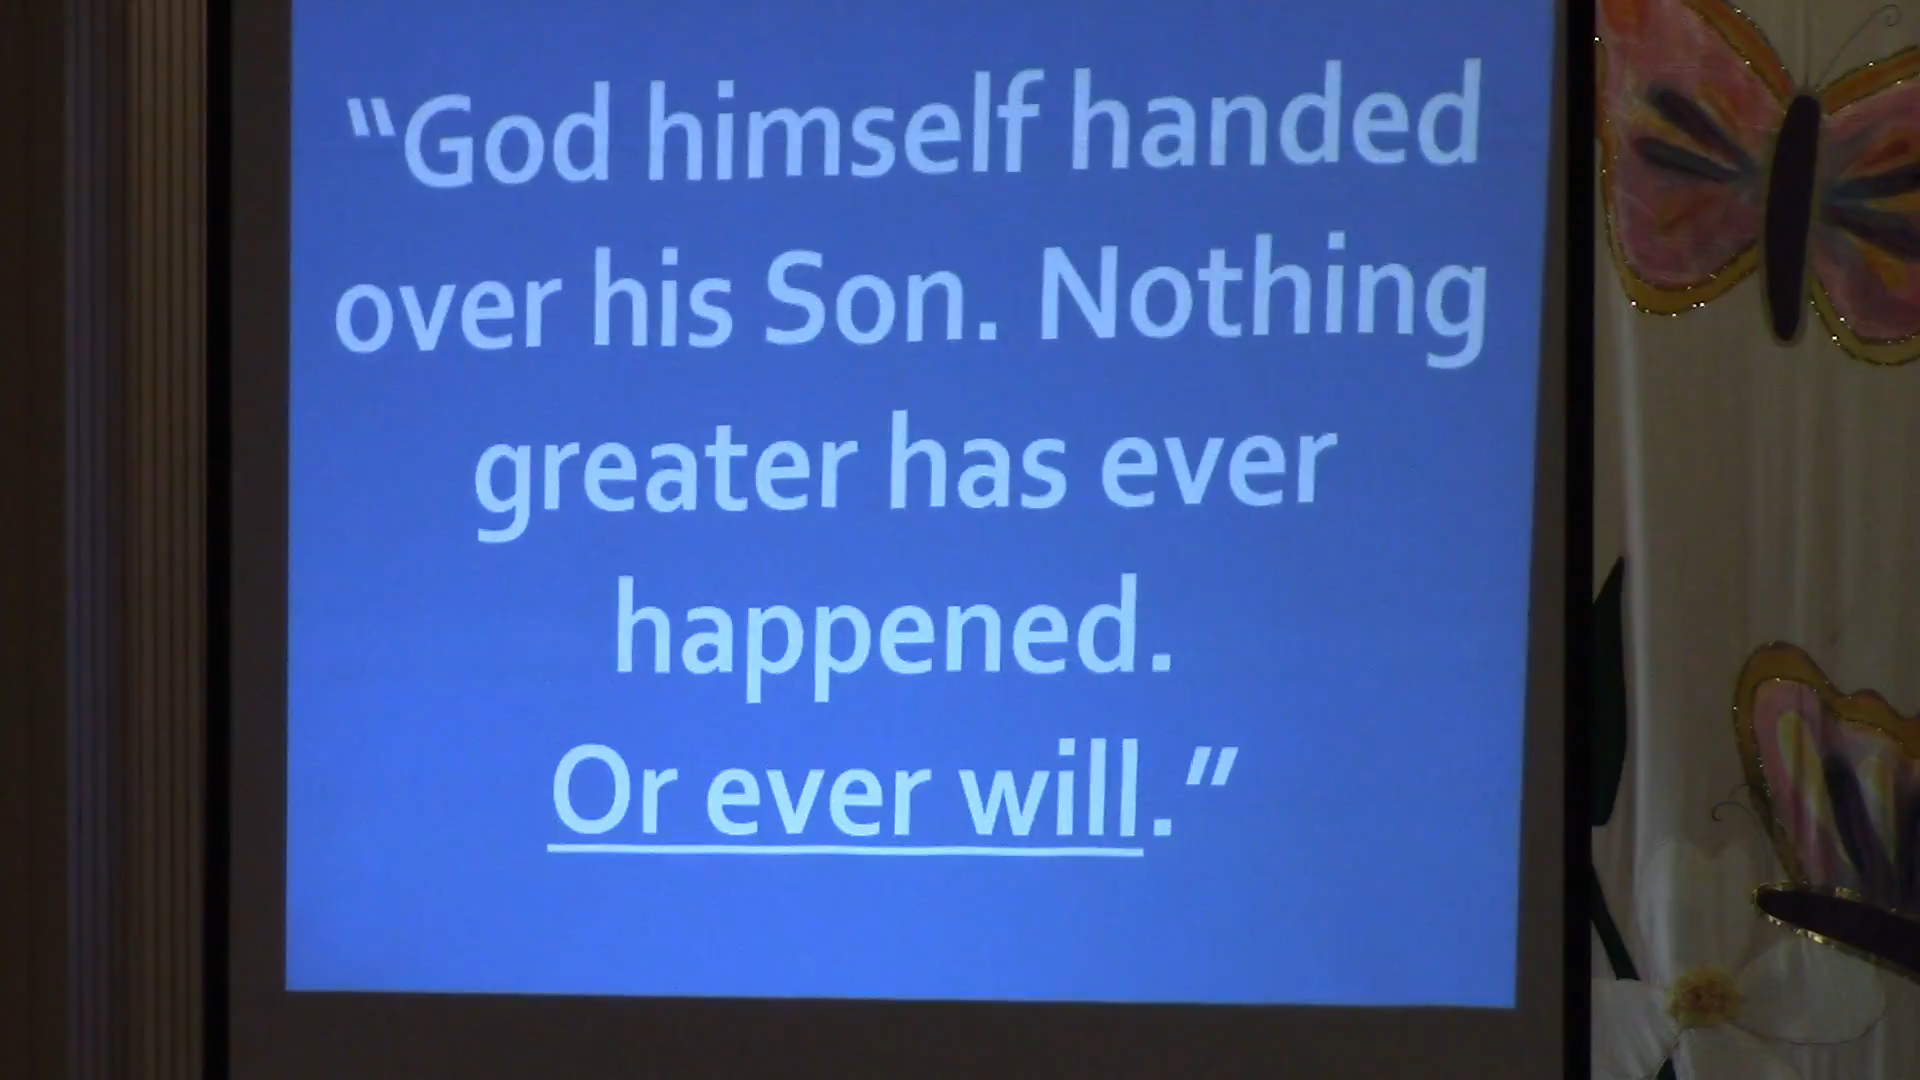 “God himself handed
over his Son. Nothing
greater has ever
happened.
Or ever will.”